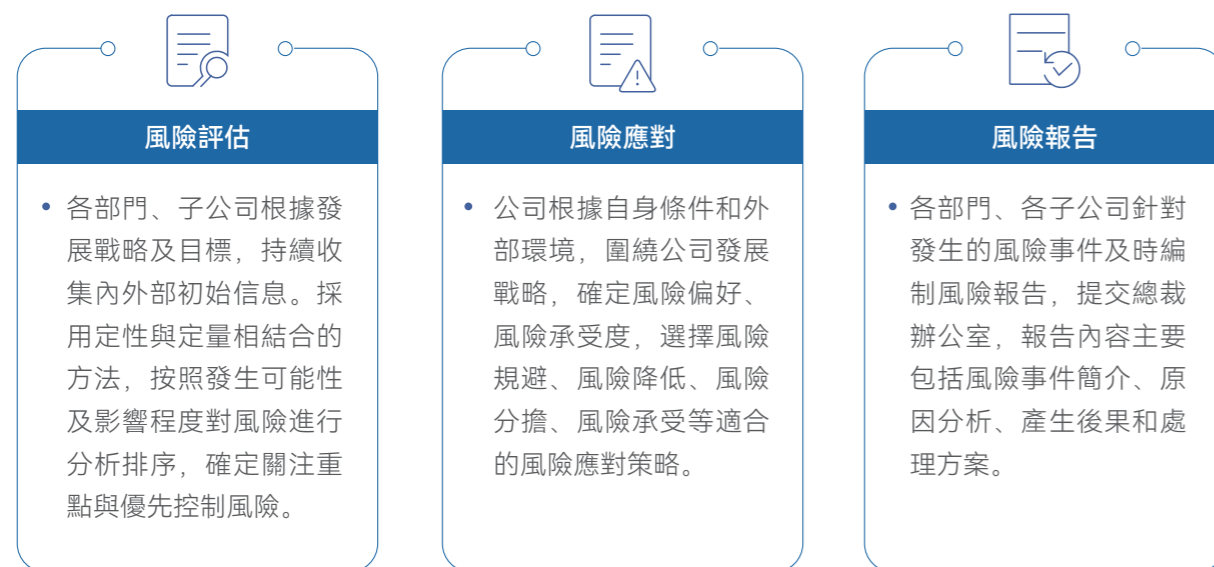 風險評估
各部門、子公司根據發
展戰略及目標，持續收
集內外部初始信息。採
用定性與定量相結合的
方法，按照發生可能性
及影響程度對風險進行
分析排序，確定關注重
點與優先控制風險。
風險應對
公司根據自身條件和外
部環境，圍繞公司發展
戰略，確定風險偏好、
風險承受度，選擇風險
規避、風險降低、風險
分擔、風險承受等適合
的風險應對策略。
風險報告
各部門、各子公司針對
發生的風險事件及時編
制風險報告，提交總裁
辦公室，報告內容主要
包括風險事件簡介、原
因分析、產生後果和處
理方案。